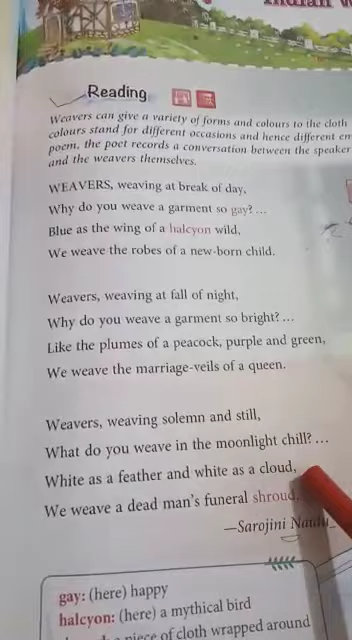 Indian
Reading
Weavers can give a variety of forms and colours to the cloth
colours stand for different occasions and hence different em
poem, the poet records a conversation between the speaker
and the weavers themselves.
WEAVERS, weaving at break of day,
Why do you weave a garment so gay?...
Blue as the wing of a halcyon wild,
We weave the robes of a new-born child.
Weavers, weaving at fall of night,
Why do you weave a garment so bright?...
Like the plumes of a peacock, purple and green,
We weave the marriage-veils of a queen.
Weavers, weaving solemn and still,
What do you weave in the moonlight chill?...
White as a feather and white as a cloud,
We weave a dead man's funeral shroud.
—Sarojini Naidu
gay: (here) happy
halcyon: (here) a mythical bird
piece of cloth wrapped around